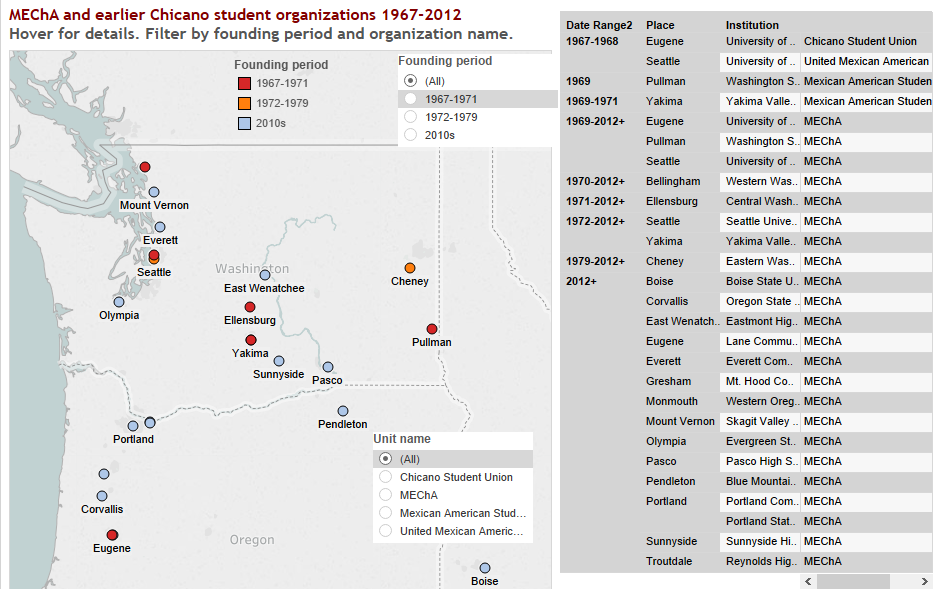 MEChA and earlier Chicano student organizations 1967-2012
Hover for details. Filter by founding period and organization name.
Founding period
1967-1971
1972-1979
2010s
Founding period
(All)
1967-1971
1972-1979
2010s
Mount Vernon
Everett
Seattle
Washington
East Wenatchee
Cheney
Olympia
Ellensburg
Pullman
Yakima
Sunnyside
Pasco
Pendleton
Portland
Corvallis
Eugene
Oregon
Boise
Unit name
(All)
Chicano Student Union
MEChA
Mexican American Stud...
United Mexican Americ...
Date Range2 Place Institution
1967-1968 Eugene University of .. Chicano Student Union
Seattle University of .. United Mexican American
1969 Pullman Washington S.. Mexican American Studen
1969-1971 Yakima Yakima Valle.. Mexican American Studen
1969-2012+ Eugene University of .. MEChA
Pullman Washington S.. MEChA
Seattle University of .. MEChA
1970-2012+ Bellingham Western Was.. MEChA
1971-2012+ Ellensburg Central Wash.. MEChA
1972-2012+ Seattle Seattle Unive.. MEChA
Yakima Yakima Valle.. MEChA
1979-2012+ Cheney Eastern Was.. MEChA
2012+ Boise Boise State U.. MEChA
Corvallis Oregon State .. MEChA
East Wenatch.. Eastmont Hig.. MEChA
Eugene Lane Commu.. MEChA
Everett Everett Com.. MEChA
Gresham Mt. Hood Co.. MEChA
Monmouth Western Oreg.. MEChA
Mount Vernon Skagit Valley .. MEChA
Olympia Evergreen St.. MEChA
Pasco Pasco High S.. MEChA
Pendleton Blue Mountai.. MEChA
Portland Portland Com.. MEChA
Portland Stat.. MEChA
Sunnyside Sunnyside Hi.. MEChA
Troutdale Reynolds Hig.. MEChA